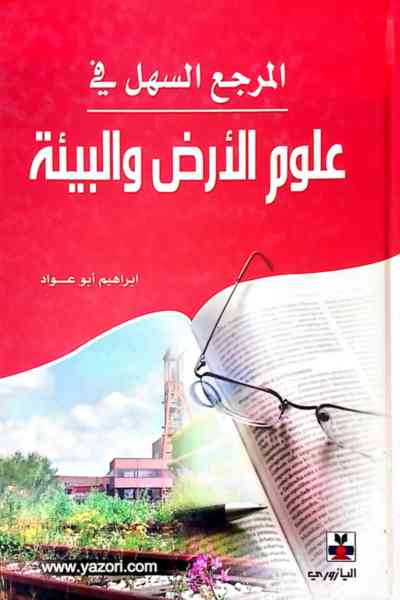 المرجع السهل في
علوم الأرض والبيئة
ابراهيم أبو عواد
www.yazori.com
اليازوري